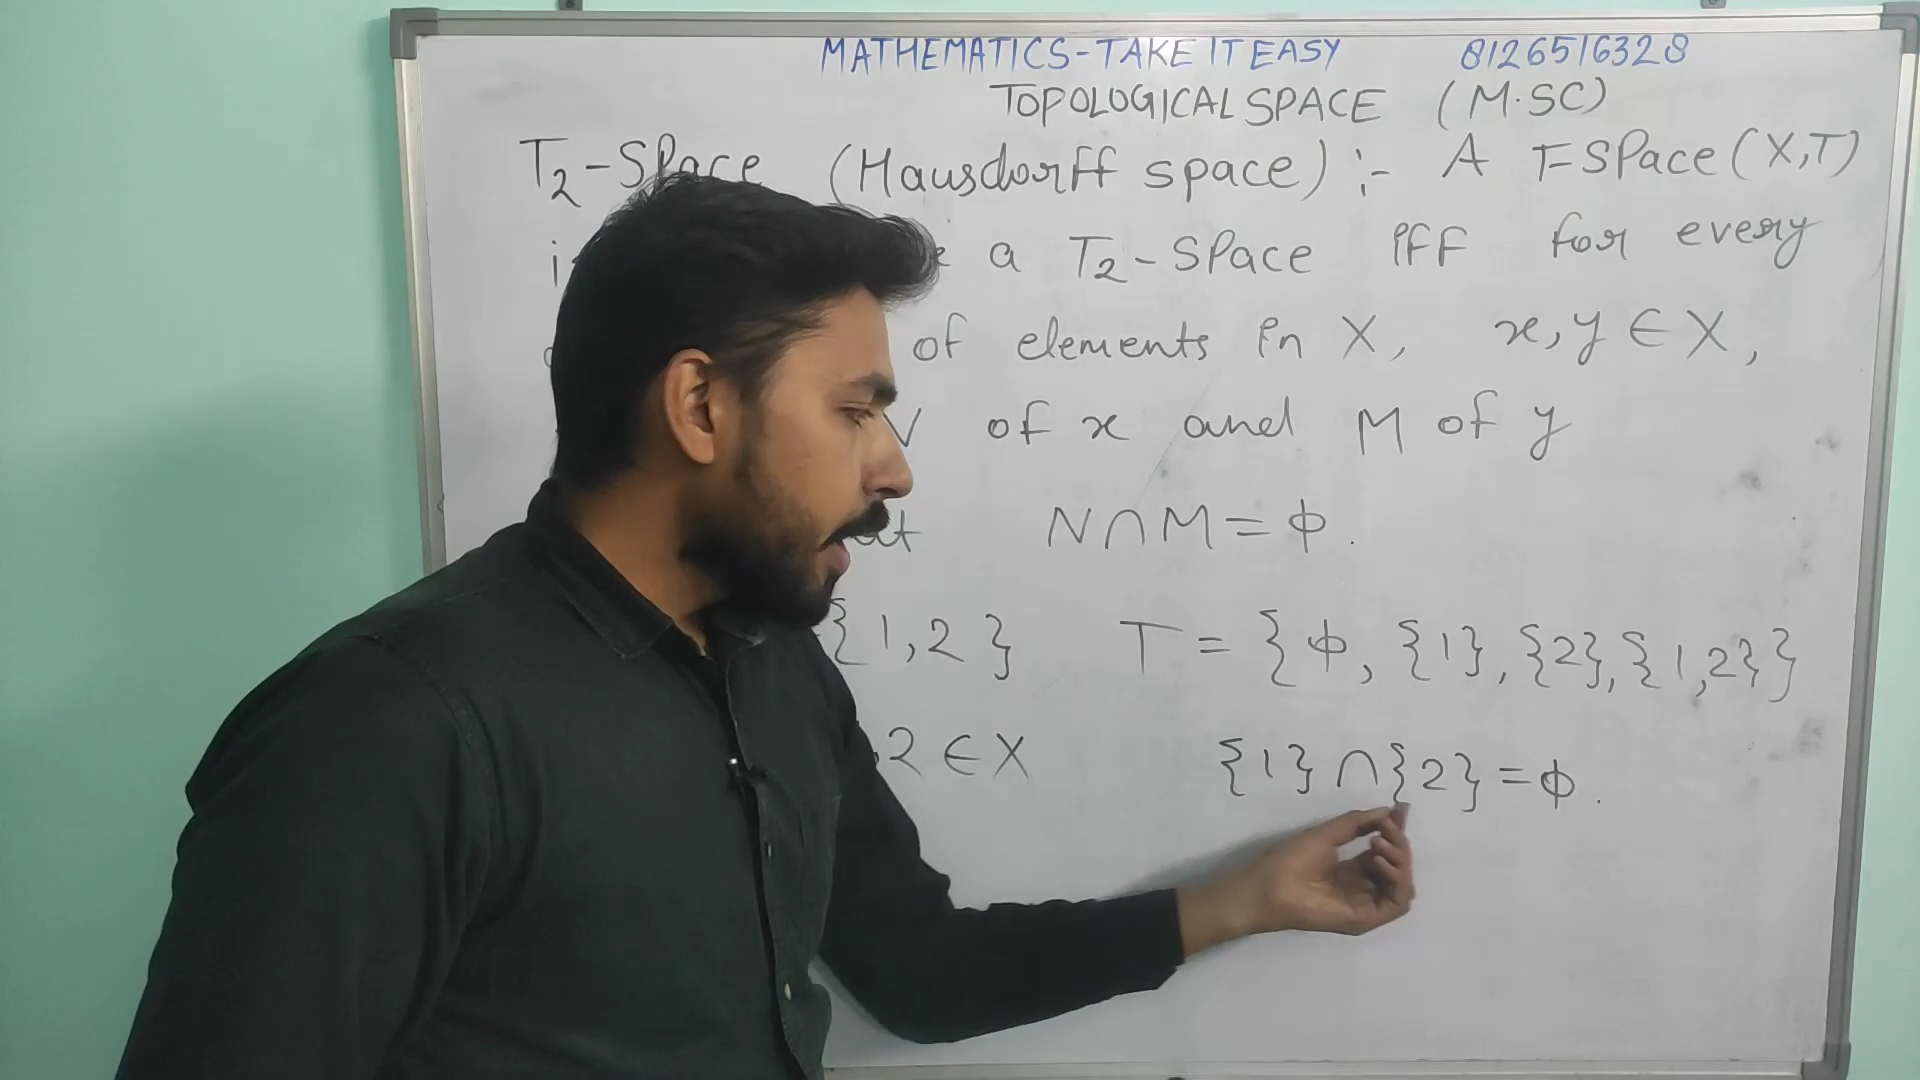 MATHEMATICS-TAKE IT EASY 8126516328
TOPOLOGICAL SPACE (M.SC)
T₂-Space (Hausdorff space) :- A T-Space (X,T)
a T₂-Space iff for every
of elements in X, x, y ∈ X,
of x and M of y
N∩M = ϕ.
{1,2} T = {ϕ, {1}, {2}, {1,2}}
,2 ∈ X {1} ∩ {2} = ϕ.